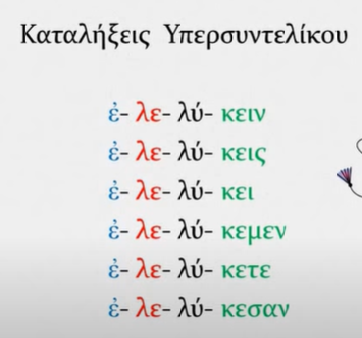 Καταλήξεις Υπερσυντελίκου
ἐ- λε- λύ- κειν
ἐ- λε- λύ- κεις
ἐ- λε- λύ- κει
ἐ- λε- λύ- κεμεν
ἐ- λε- λύ- κετε
ἐ- λε- λύ- κεσαν